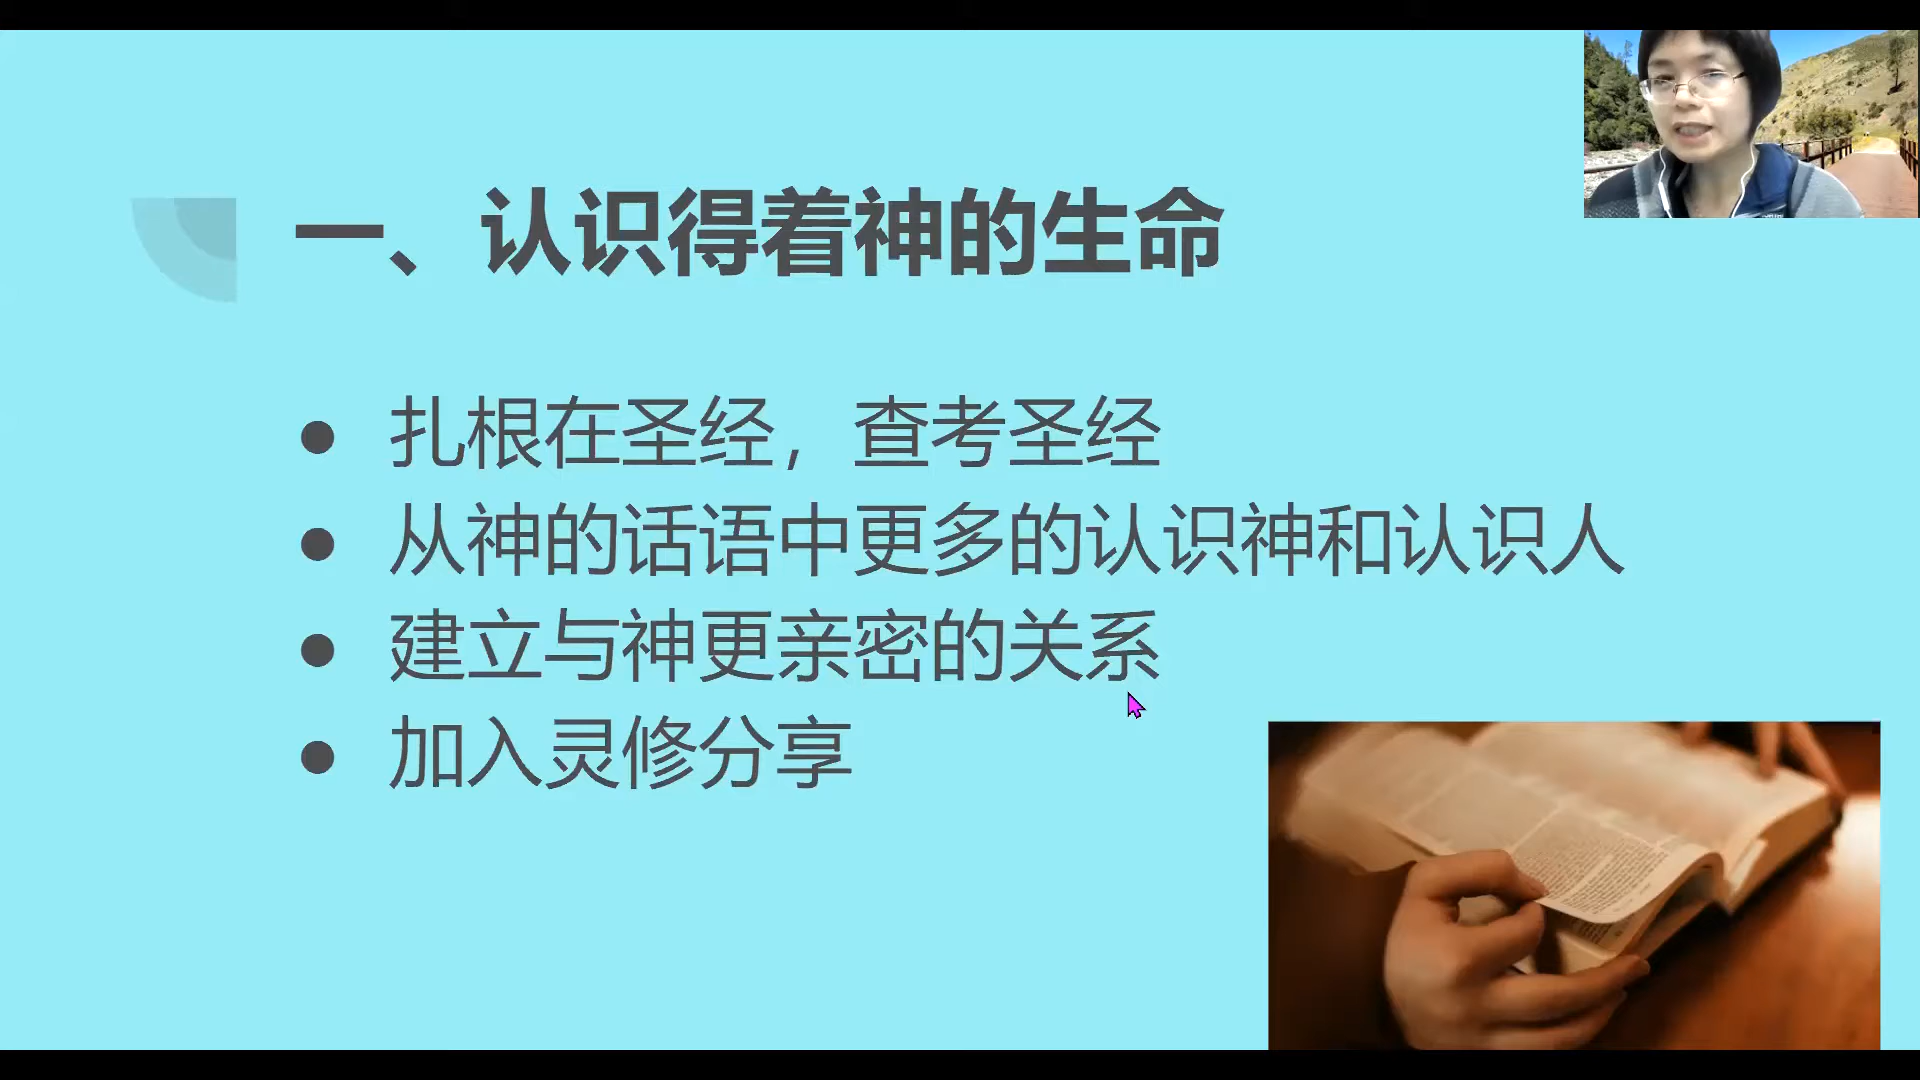 一、认识得着神的生命
● 扎根在圣经，查考圣经
● 从神的话语中更多的认识神和认识人
● 建立与神更亲密的关系
● 加入灵修分享